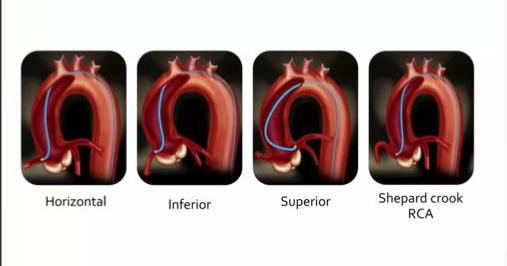 Horizontal
Inferior
Superior
Shepard crook
RCA